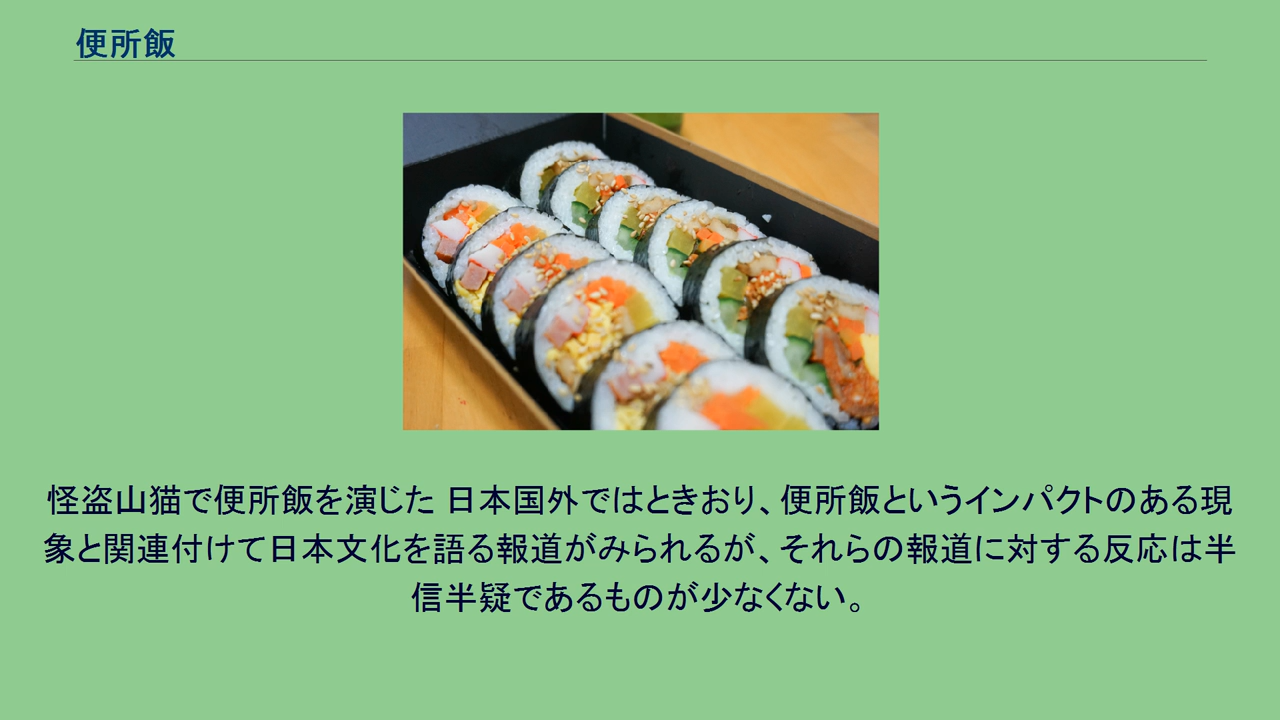 便所飯
怪盗山猫で便所飯を演じた 日本国外ではときおり、便所飯というインパクトのある現
象と関連付けて日本文化を語る報道がみられるが、それらの報道に対する反応は半
信半疑であるものが少なくない。